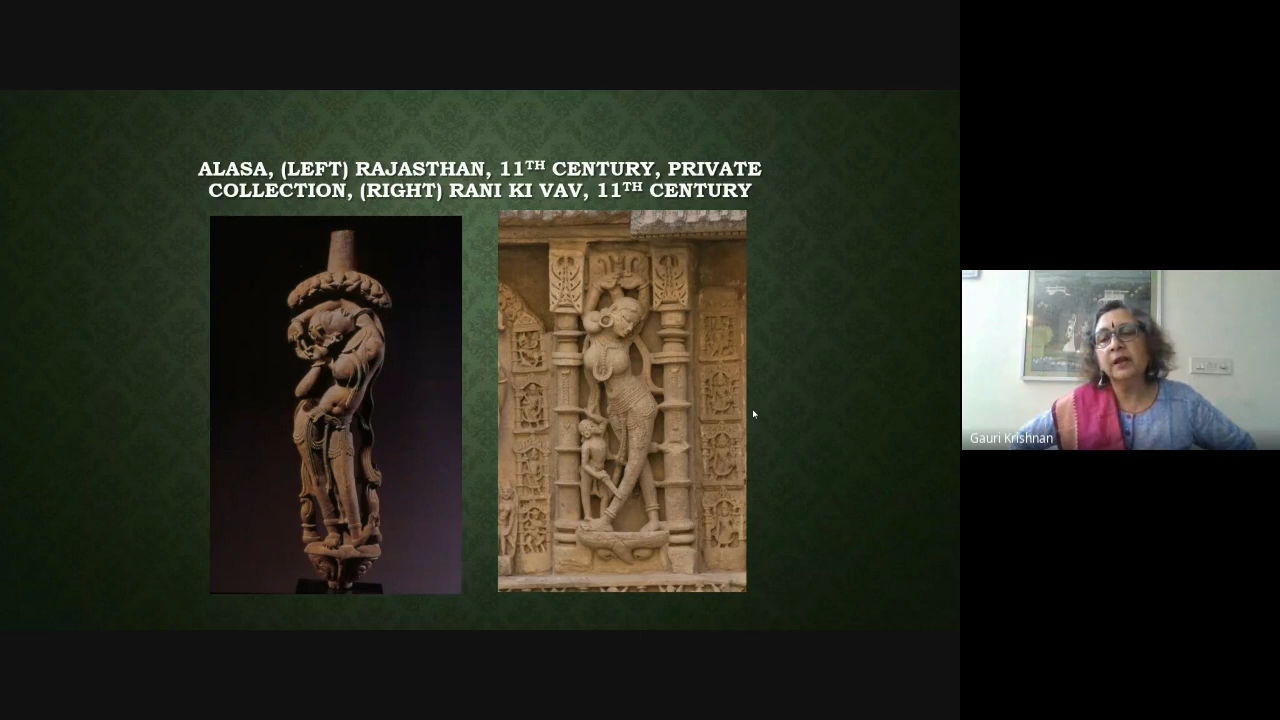 ALASA, (LEFT) RAJASTHAN, 11TH CENTURY, PRIVATE
COLLECTION, (RIGHT) RANI KI VAV, 11TH CENTURY
Gauri Krishnan